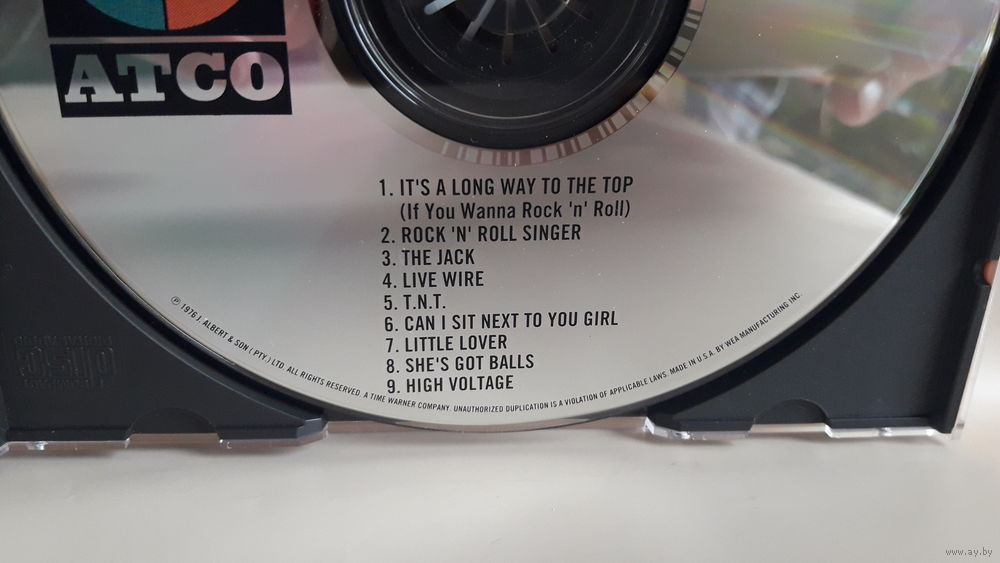 ATCO
1. IT'S A LONG WAY TO THE TOP
(If You Wanna Rock 'n' Roll)
2. ROCK 'N' ROLL SINGER
3. THE JACK
4. LIVE WIRE
5. T.N.T.
6. CAN I SIT NEXT TO YOU GIRL
7. LITTLE LOVER
8. SHE'S GOT BALLS
9. HIGH VOLTAGE
℗ 1976 J. ALBERT & SON (PTY) LTD. ALL RIGHTS RESERVED. A TIME WARNER COMPANY. UNAUTHORIZED DUPLICATION IS A VIOLATION OF APPLICABLE LAWS. MADE IN U.S.A. BY WEA MANUFACTURING INC.
www.ay.by